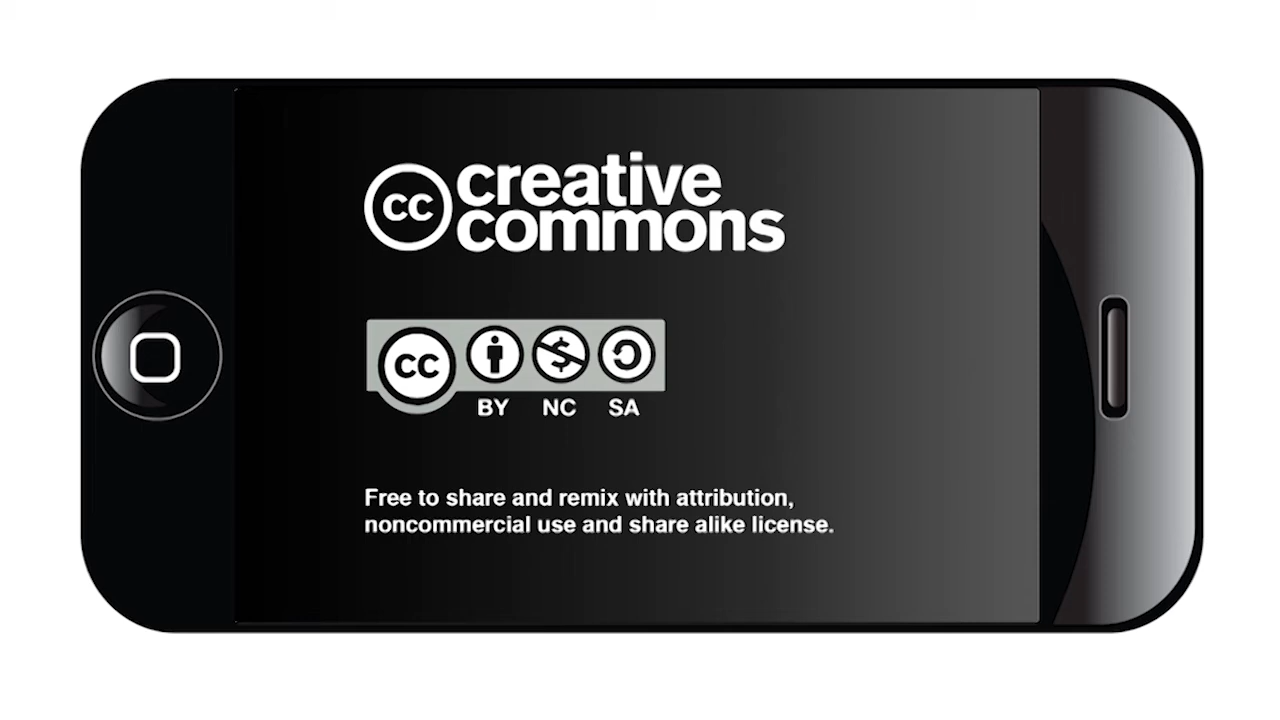 cc creative
commons
cc
BY NC SA
Free to share and remix with attribution,
noncommercial use and share alike license.